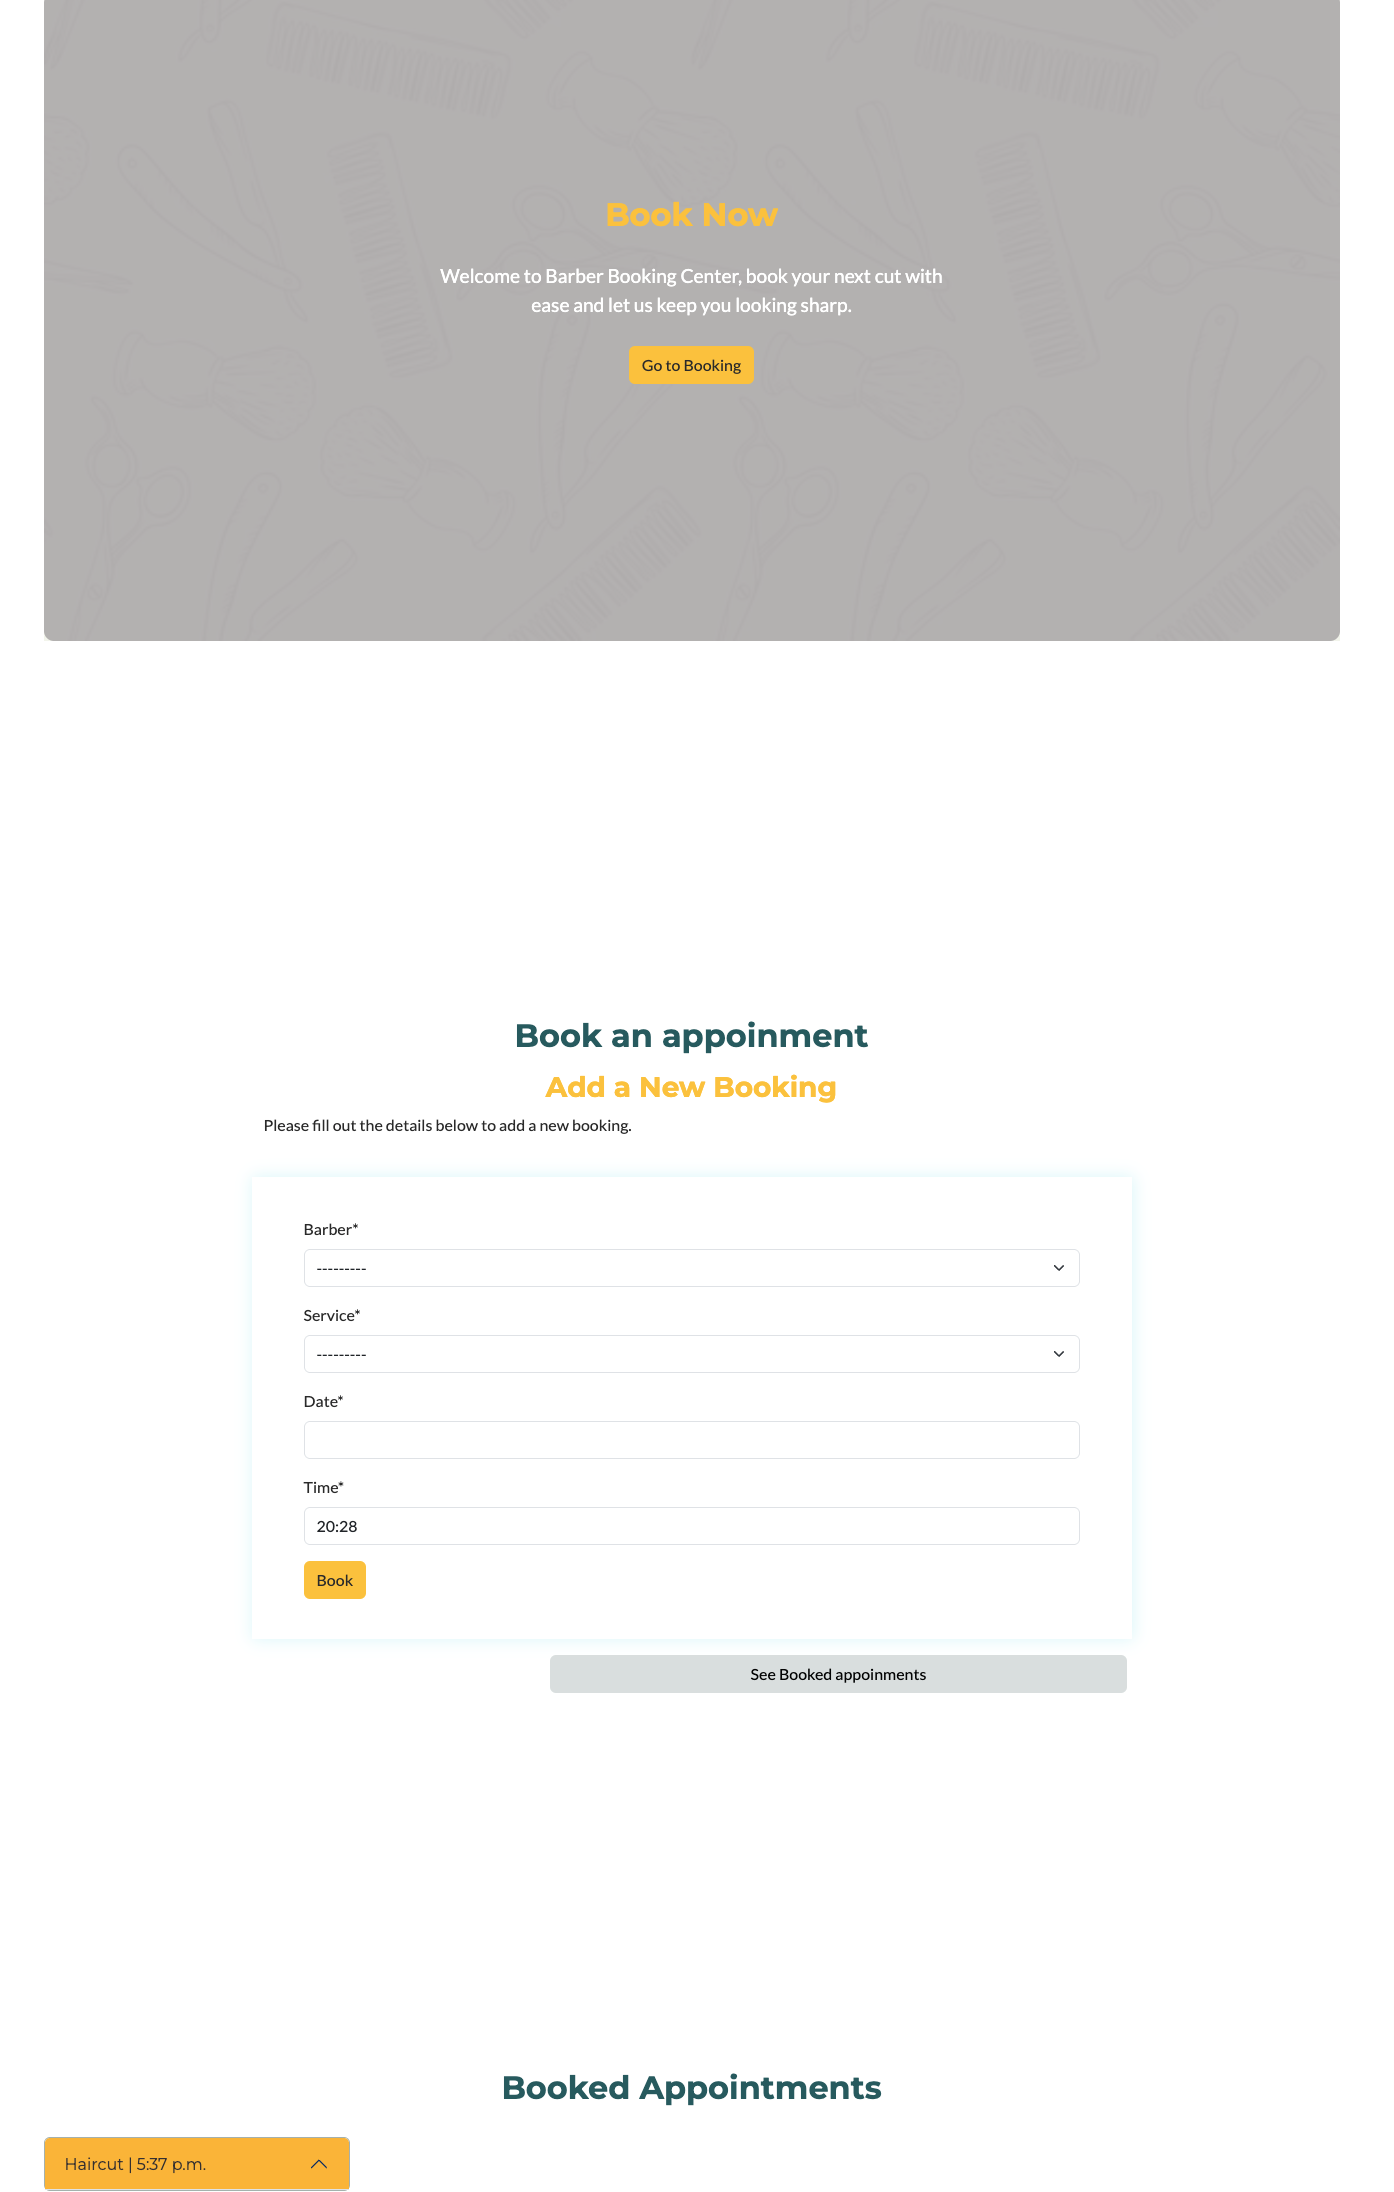 Book Now
Welcome to Barber Booking Center, book your next cut with
ease and let us keep you looking sharp.
Go to Booking
Book an appoinment
Add a New Booking
Please fill out the details below to add a new booking.
Barber*
---------
Service*
---------
Date*
Time*
20:28
Book
See Booked appoinments
Booked Appointments
Haircut | 5:37 p.m.